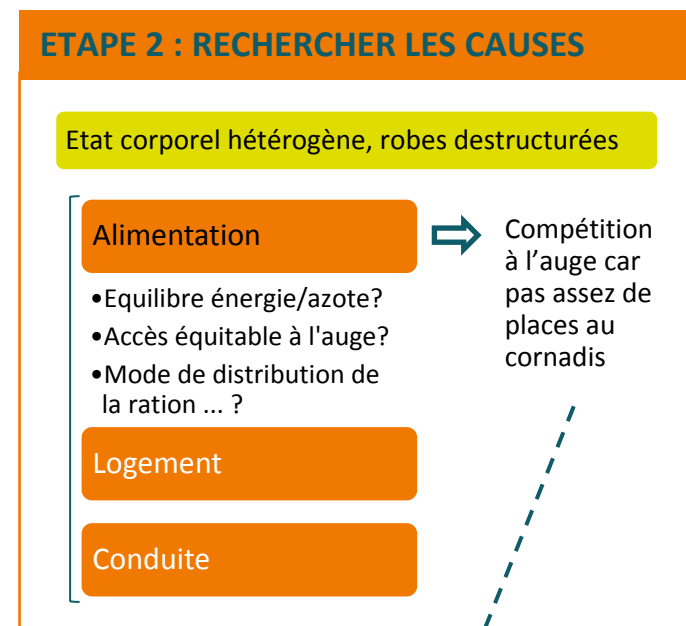 ETAPE 2 : RECHERCHER LES CAUSES
Etat corporel hétérogène, robes destructurées
Alimentation
•Equilibre énergie/azote?
•Accès équitable à l'auge?
•Mode de distribution de
la ration ... ?
Compétition
à l’auge car
pas assez de
places au
cornadis
Logement
Conduite